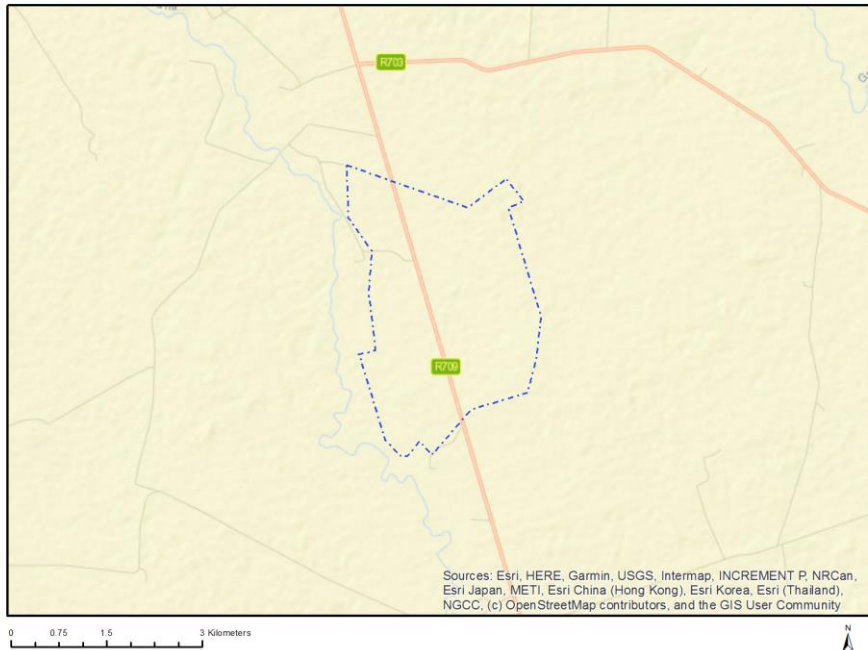 R703
R709
Sources: Esri, HERE, Garmin, USGS, Intermap, INCREMENT P, NRCan,
Esri Japan, METI, Esri China (Hong Kong), Esri Korea, Esri (Thailand),
NGCC, (c) OpenStreetMap contributors, and the GIS User Community
0 0.75 1.5 3 Kilometers
N